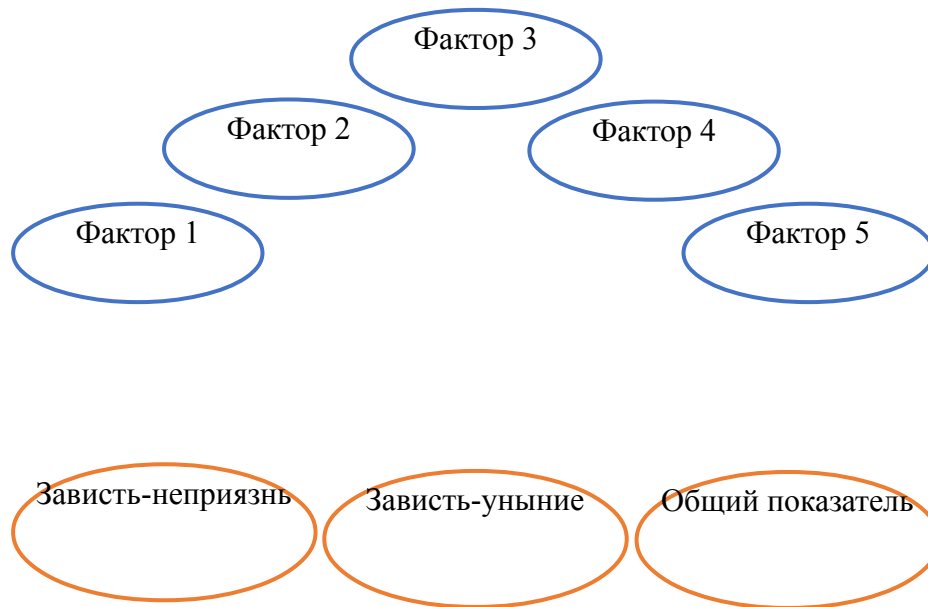 Фактор 3
Фактор 2
Фактор 4
Фактор 1
Фактор 5
Зависть-неприязнь
Зависть-уныние
Общий показатель